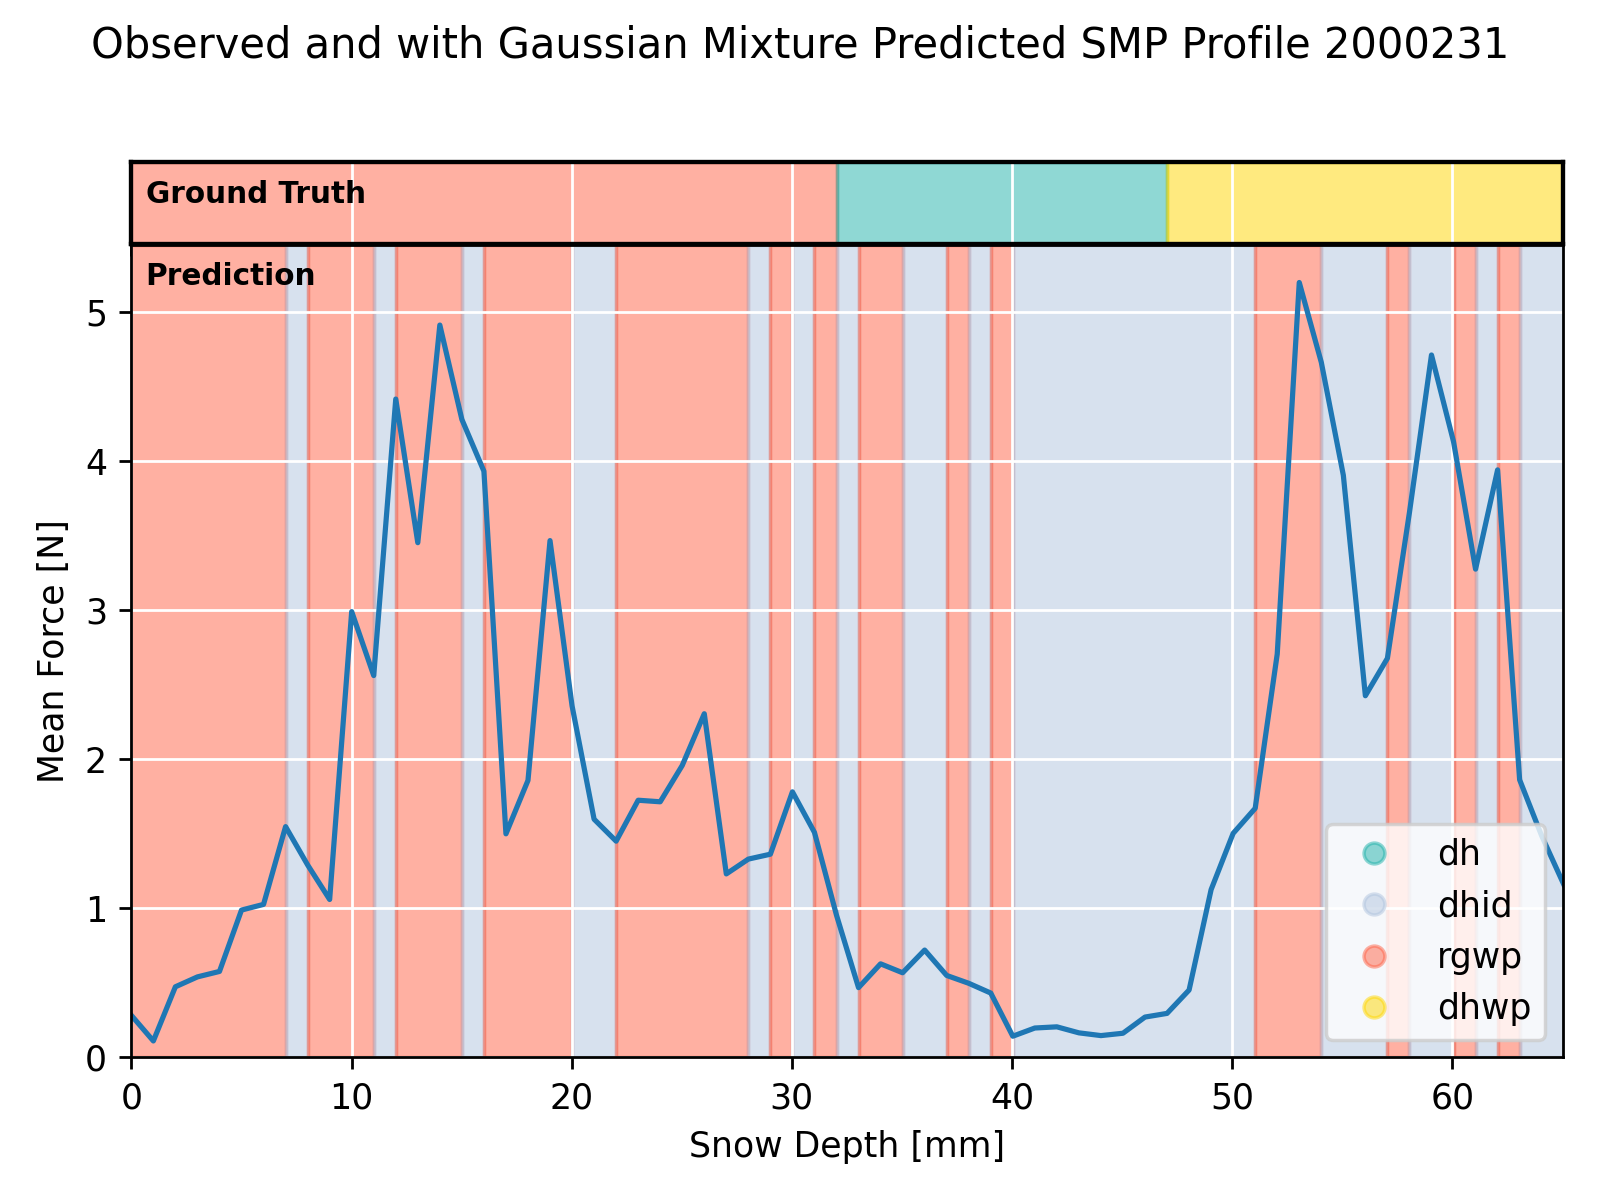 Observed and with Gaussian Mixture Predicted SMP Profile 2000231
Ground Truth
Prediction
5
4
3
2
1
0
Mean Force [N]
dh
dhid
rgwp
dhwp
0 10 20 30 40 50 60
Snow Depth [mm]